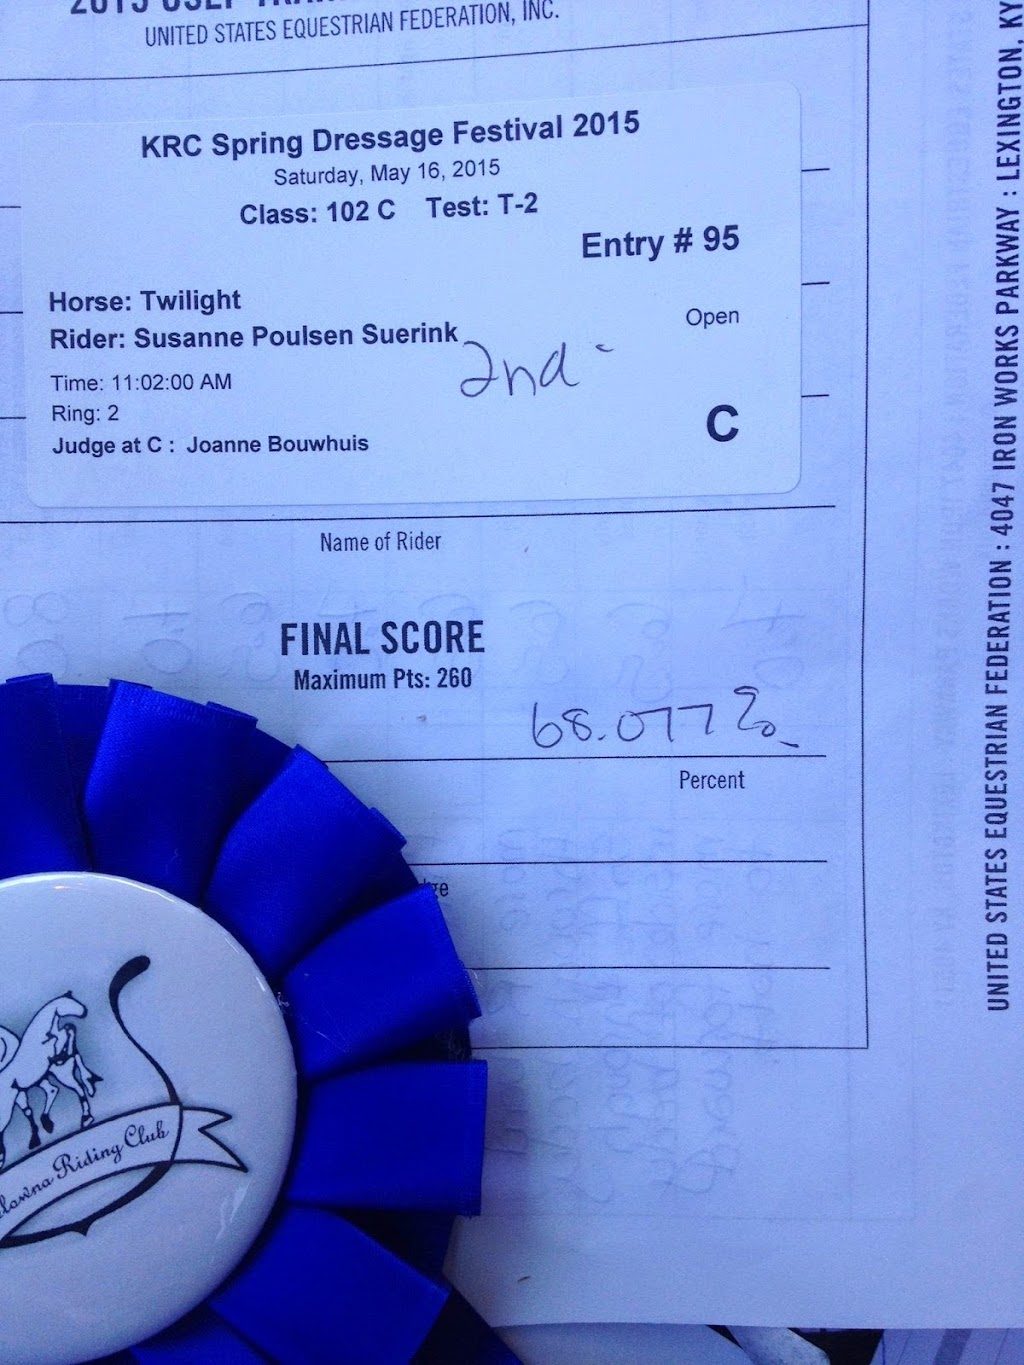 UNITED STATES EQUESTRIAN FEDERATION, INC.
KRC Spring Dressage Festival 2015
Saturday, May 16, 2015
Class: 102 C Test: T-2
Entry # 95
Horse: Twilight
Open
Rider: Susanne Poulsen Suerink
2nd
Time: 11:02:00 AM
Ring: 2
C
Judge at C : Joanne Bouwhuis
Name of Rider
FINAL SCORE
Maximum Pts: 260
68.077 %
Percent
Riding Club
UNITED STATES EQUESTRIAN FEDERATION : 4047 IRON WORKS PARKWAY : LEXINGTON, KY